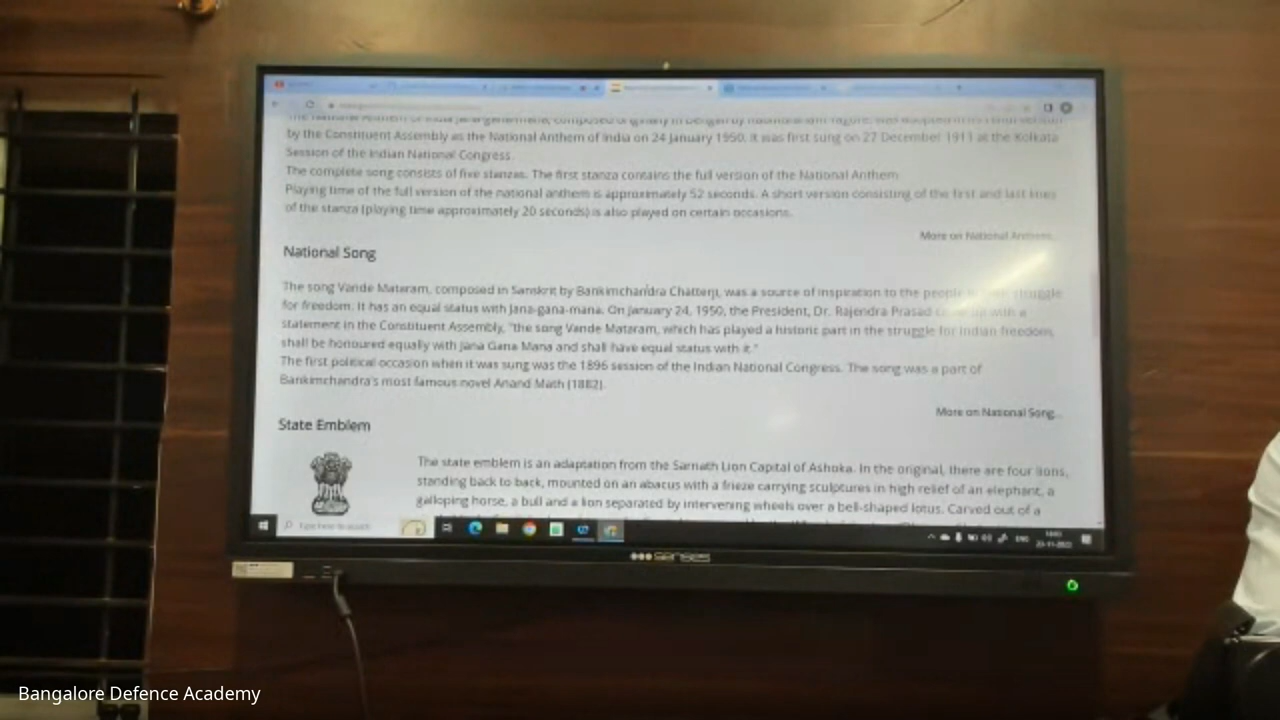 by the Constituent Assembly as the National Anthem of India on 24 January 1950. It was first sung on 27 December 1911 at the Kolkata
Session of the Indian National Congress.
The complete song consists of five stanzas. The first stanza contains the full version of the National Anthem
Playing time of the full version of the national anthem is approximately 52 seconds. A short version consisting of the first and last lines
of the stanza (playing time approximately 20 seconds) is also played on certain occasions.
More on National Anthem...
National Song
The song Vande Mataram, composed in Sanskrit by Bankimchandra Chatterji, was a source of inspiration to the people struggle
for freedom. It has an equal status with Jana-gana-mana. On January 24, 1950, the President, Dr. Rajendra Prasad with a
statement in the Constituent Assembly, "the song Vande Mataram, which has played a historic part in the struggle for Indian freedom,
shall be honoured equally with Jana Gana Mana and shall have equal status with it."
The first political occasion when it was sung was the 1896 session of the Indian National Congress. The song was a part of
Bankimchandra's most famous novel Anand Math (1882).
More on National Song...
State Emblem
The state emblem is an adaptation from the Sarnath Lion Capital of Ashoka. In the original, there are four lions,
standing back to back, mounted on an abacus with a frieze carrying sculptures in high relief of an elephant, a
galloping horse, a bull and a lion separated by intervening wheels over a bell-shaped lotus. Carved out of a
Type here to search
ENG
Bangalore Defence Academy